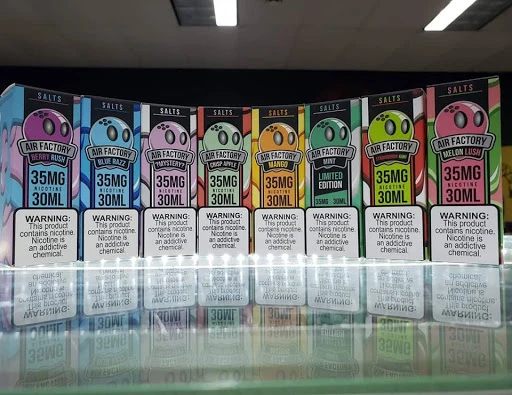 SALTS
AIR FACTORY
BERRY RUSH
35MG
NICOTINE
30ML
WARNING:
This product
contains nicotine.
Nicotine is
an addictive
chemical.
SALTS
AIR FACTORY
BLUE RAZZ
35MG
NICOTINE
30ML
WARNING:
This product
contains nicotine.
Nicotine is
an addictive
chemical.
SALTS
AIR FACTORY
MYSTERY
35MG
NICOTINE
30ML
WARNING:
This product
contains nicotine.
Nicotine is
an addictive
chemical.
SALTS
AIR FACTORY
CRISP APPLE
35MG
NICOTINE
30ML
WARNING:
This product
contains nicotine.
Nicotine is
an addictive
chemical.
SALTS
AIR FACTORY
MANGO
35MG
NICOTINE
30ML
WARNING:
This product
contains nicotine.
Nicotine is
an addictive
chemical.
SALTS
AIR FACTORY
MINT
LIMITED
EDITION
35MG 30ML
WARNING:
This product
contains nicotine.
Nicotine is
an addictive
chemical.
SALTS
AIR FACTORY
STRAWBERRY KIWI
35MG
NICOTINE
30ML
WARNING:
This product
contains nicotine.
Nicotine is
an addictive
chemical.
SALTS
AIR FACTORY
MELON LUSH
35MG
NICOTINE
30ML
WARNING:
This product
contains nicotine.
Nicotine is
an addictive
chemical.